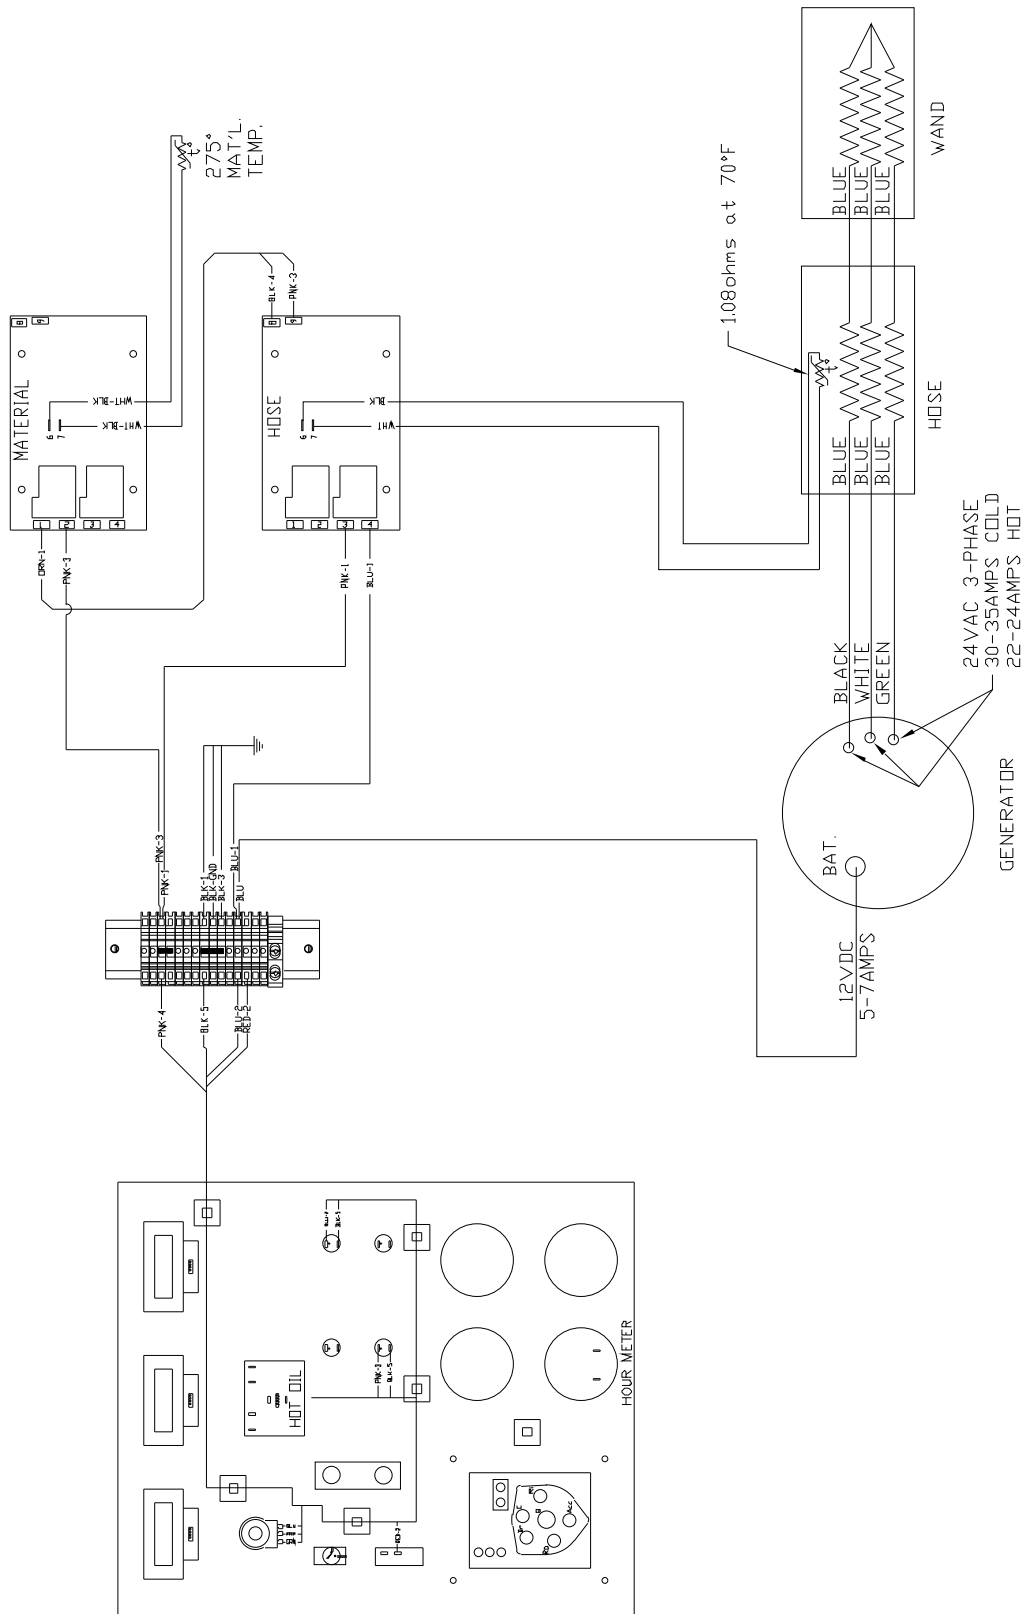 275°
MAT'L.
TEMP.
MATERIAL
8
9
WHT-BLK
WHT-BLK
6
7
1
2
3
4
ORN-1
PNK-3
BLK-4
PNK-3
HOSE
8
9
BLK
WHT
6
7
1
2
3
4
PNK-1
BLU-1
1.08ohms at 70°F
WAND
BLUE
BLUE
BLUE
HOSE
BLUE
BLUE
BLUE
24VAC 3-PHASE
30-35AMPS COLD
22-24AMPS HOT
BLACK
WHITE
GREEN
GENERATOR
BAT.
12VDC
5-7AMPS
PNK-3
PNK-1
BLK-1
BLK-GND
BLK-3
BLU-1
BLU
PNK-4
BLK-5
BLU-2
RED-2
HOT OIL
BLK-5
HOUR METER
Acc